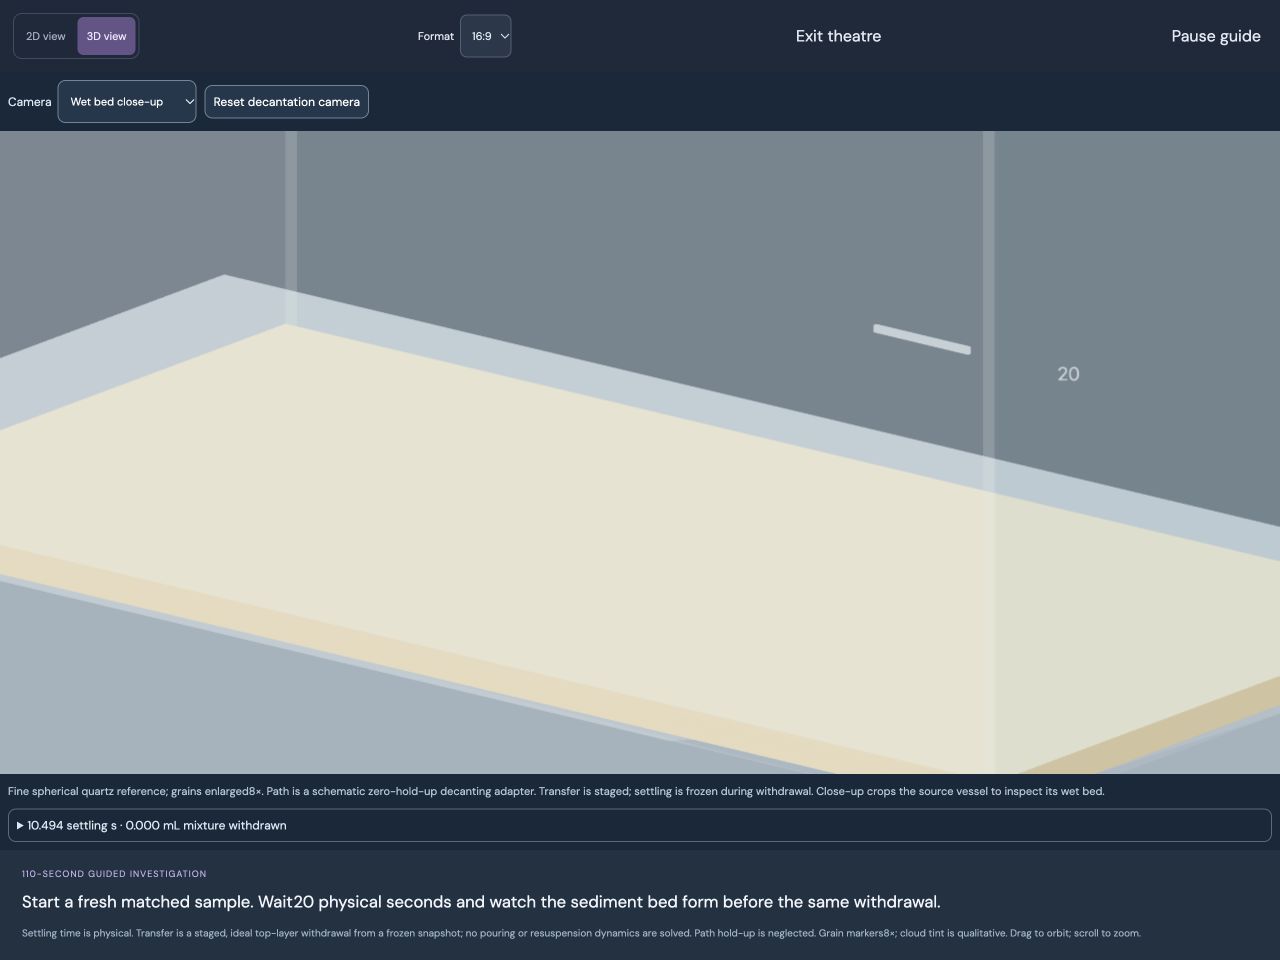 2D view 3D view Format 16:9 Exit theatre Pause guide
Camera Wet bed close-up Reset decantation camera
20
Fine spherical quartz reference; grains enlarged8×. Path is a schematic zero-hold-up decanting adapter. Transfer is staged; settling is frozen during withdrawal. Close-up crops the source vessel to inspect its wet bed.
10.494 settling s · 0.000 mL mixture withdrawn
110-SECOND GUIDED INVESTIGATION
Start a fresh matched sample. Wait20 physical seconds and watch the sediment bed form before the same withdrawal.
Settling time is physical. Transfer is a staged, ideal top-layer withdrawal from a frozen snapshot; no pouring or resuspension dynamics are solved. Path hold-up is neglected. Grain markers8×; cloud tint is qualitative. Drag to orbit; scroll to zoom.